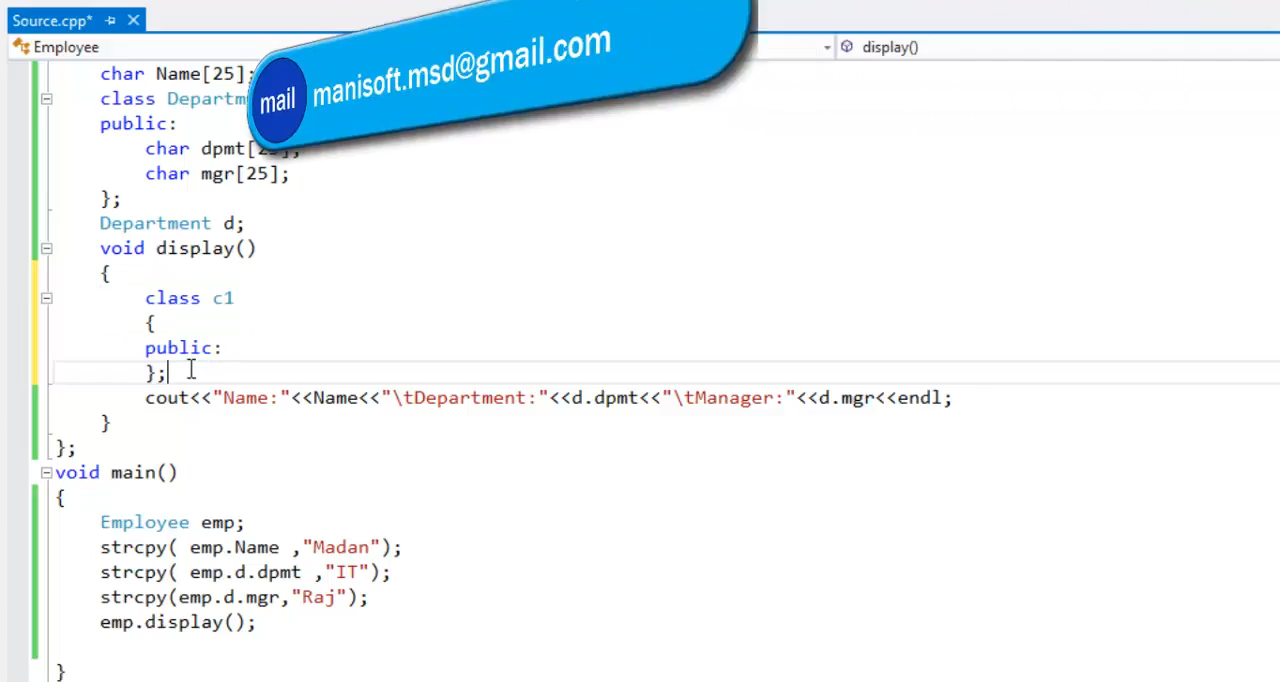 Source.cpp*
Employee
display()
mail manisoft.msd@gmail.com
char Name[25];
class Departm
public:
char dpmt[25];
char mgr[25];
};
Department d;
void display()
{
class c1
{
public:
};
cout<<"Name:"<<Name<<"\tDepartment:"<<d.dpmt<<"\tManager:"<<d.mgr<<endl;
}
};
void main()
{
Employee emp;
strcpy( emp.Name ,"Madan");
strcpy( emp.d.dpmt ,"IT");
strcpy(emp.d.mgr,"Raj");
emp.display();
}